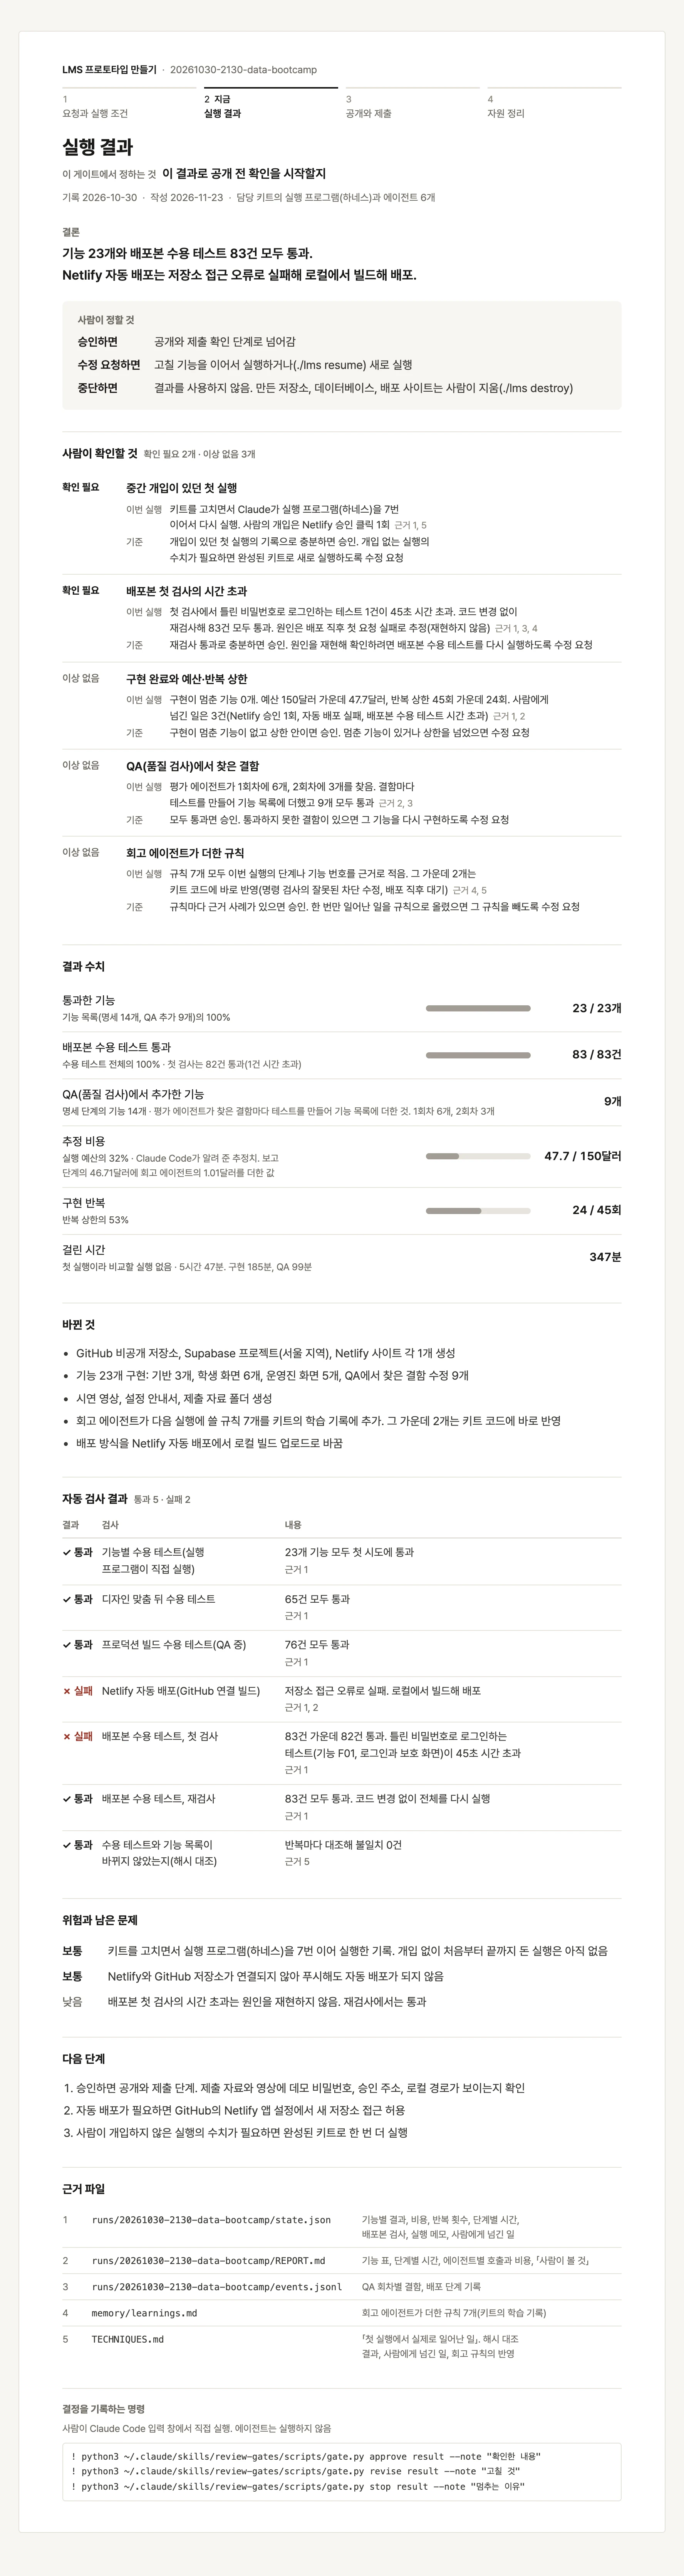 LMS 프로토타입 만들기 · 20261030-2130-data-bootcamp
1
요청과 실행 조건
2 지금
실행 결과
3
공개와 제출
4
자원 정리
실행 결과
이 게이트에서 정하는 것 이 결과로 공개 전 확인을 시작할지
기록 2026-10-30 · 작성 2026-11-23 · 담당 키트의 실행 프로그램(하네스)과 에이전트 6개
결론
기능 23개와 배포본 수용 테스트 83건 모두 통과.
Netlify 자동 배포는 저장소 접근 오류로 실패해 로컬에서 빌드해 배포.
사람이 정할 것
승인하면 공개와 제출 확인 단계로 넘어감
수정 요청하면 고칠 기능을 이어서 실행하거나(./lms resume) 새로 실행
중단하면 결과를 사용하지 않음. 만든 저장소, 데이터베이스, 배포 사이트는 사람이 지움(./lms destroy)
사람이 확인할 것 확인 필요 2개 · 이상 없음 3개
확인 필요 중간 개입이 있던 첫 실행
이번 실행 키트를 고치면서 Claude가 실행 프로그램(하네스)을 7번
이어서 다시 실행. 사람의 개입은 Netlify 승인 클릭 1회 근거 1, 5
기준 개입이 있던 첫 실행의 기록으로 충분하면 승인. 개입 없는 실행의
수치가 필요하면 완성된 키트로 새로 실행하도록 수정 요청
확인 필요 배포본 첫 검사의 시간 초과
이번 실행 첫 검사에서 틀린 비밀번호로 로그인하는 테스트 1건이 45초 시간 초과. 코드 변경 없이
재검사해 83건 모두 통과. 원인은 배포 직후 첫 요청 실패로 추정(재현하지 않음) 근거 1, 3, 4
기준 재검사 통과로 충분하면 승인. 원인을 재현해 확인하려면 배포본 수용 테스트를 다시 실행하도록 수정 요청
이상 없음 구현 완료와 예산·반복 상한
이번 실행 구현이 멈춘 기능 0개. 예산 150달러 가운데 47.7달러, 반복 상한 45회 가운데 24회. 사람에게
넘긴 일은 3건(Netlify 승인 1회, 자동 배포 실패, 배포본 수용 테스트 시간 초과) 근거 1, 2
기준 구현이 멈춘 기능이 없고 상한 안이면 승인. 멈춘 기능이 있거나 상한을 넘었으면 수정 요청
이상 없음 QA(품질 검사)에서 찾은 결함
이번 실행 평가 에이전트가 1회차에 6개, 2회차에 3개를 찾음. 결함마다
테스트를 만들어 기능 목록에 더했고 9개 모두 통과 근거 2, 3
기준 모두 통과면 승인. 통과하지 못한 결함이 있으면 그 기능을 다시 구현하도록 수정 요청
이상 없음 회고 에이전트가 더한 규칙
이번 실행 규칙 7개 모두 이번 실행의 단계나 기능 번호를 근거로 적음. 그 가운데 2개는
키트 코드에 바로 반영(명령 검사의 잘못된 차단 수정, 배포 직후 대기) 근거 4, 5
기준 규칙마다 근거 사례가 있으면 승인. 한 번만 일어난 일을 규칙으로 올렸으면 그 규칙을 빼도록 수정 요청
결과 수치
통과한 기능 23 / 23개
기능 목록(명세 14개, QA 추가 9개)의 100%
배포본 수용 테스트 통과 83 / 83건
수용 테스트 전체의 100% · 첫 검사는 82건 통과(1건 시간 초과)
QA(품질 검사)에서 추가한 기능 9개
명세 단계의 기능 14개 · 평가 에이전트가 찾은 결함마다 테스트를 만들어 기능 목록에 더한 것. 1회차 6개, 2회차 3개
추정 비용 47.7 / 150달러
실행 예산의 32% · Claude Code가 알려 준 추정치. 보고
단계의 46.71달러에 회고 에이전트의 1.01달러를 더한 값
구현 반복 24 / 45회
반복 상한의 53%
걸린 시간 347분
첫 실행이라 비교할 실행 없음 · 5시간 47분. 구현 185분, QA 99분
바뀐 것
• GitHub 비공개 저장소, Supabase 프로젝트(서울 지역), Netlify 사이트 각 1개 생성
• 기능 23개 구현: 기반 3개, 학생 화면 6개, 운영진 화면 5개, QA에서 찾은 결함 수정 9개
• 시연 영상, 설정 안내서, 제출 자료 폴더 생성
• 회고 에이전트가 다음 실행에 쓸 규칙 7개를 키트의 학습 기록에 추가. 그 가운데 2개는 키트 코드에 바로 반영
• 배포 방식을 Netlify 자동 배포에서 로컬 빌드 업로드로 바꿈
자동 검사 결과 통과 5 · 실패 2
결과 검사 내용
✓ 통과 기능별 수용 테스트(실행
프로그램이 직접 실행)
23개 기능 모두 첫 시도에 통과
근거 1
✓ 통과 디자인 맞춤 뒤 수용 테스트 65건 모두 통과
근거 1
✓ 통과 프로덕션 빌드 수용 테스트(QA 중) 76건 모두 통과
근거 1
× 실패 Netlify 자동 배포(GitHub 연결 빌드) 저장소 접근 오류로 실패. 로컬에서 빌드해 배포
근거 1, 2
× 실패 배포본 수용 테스트, 첫 검사 83건 가운데 82건 통과. 틀린 비밀번호로 로그인하는
테스트(기능 F01, 로그인과 보호 화면)이 45초 시간 초과
근거 1
✓ 통과 배포본 수용 테스트, 재검사 83건 모두 통과. 코드 변경 없이 전체를 다시 실행
근거 1
✓ 통과 수용 테스트와 기능 목록이
바뀌지 않았는지(해시 대조)
반복마다 대조해 불일치 0건
근거 5
위험과 남은 문제
보통 키트를 고치면서 실행 프로그램(하네스)을 7번 이어 실행한 기록. 개입 없이 처음부터 끝까지 돈 실행은 아직 없음
보통 Netlify와 GitHub 저장소가 연결되지 않아 푸시해도 자동 배포가 되지 않음
낮음 배포본 첫 검사의 시간 초과는 원인을 재현하지 않음. 재검사에서는 통과
다음 단계
1. 승인하면 공개와 제출 단계. 제출 자료와 영상에 데모 비밀번호, 승인 주소, 로컬 경로가 보이는지 확인
2. 자동 배포가 필요하면 GitHub의 Netlify 앱 설정에서 새 저장소 접근 허용
3. 사람이 개입하지 않은 실행의 수치가 필요하면 완성된 키트로 한 번 더 실행
근거 파일
1 runs/20261030-2130-data-bootcamp/state.json 기능별 결과, 비용, 반복 횟수, 단계별 시간,
배포본 검사, 실행 메모, 사람에게 넘긴 일
2 runs/20261030-2130-data-bootcamp/REPORT.md 기능 표, 단계별 시간, 에이전트별 호출과 비용, 「사람이 볼 것」
3 runs/20261030-2130-data-bootcamp/events.jsonl QA 회차별 결함, 배포 단계 기록
4 memory/learnings.md 회고 에이전트가 더한 규칙 7개(키트의 학습 기록)
5 TECHNIQUES.md 「첫 실행에서 실제로 일어난 일」. 해시 대조
결과, 사람에게 넘긴 일, 회고 규칙의 반영
결정을 기록하는 명령
사람이 Claude Code 입력 창에서 직접 실행. 에이전트는 실행하지 않음
! python3 ~/.claude/skills/review-gates/scripts/gate.py approve result --note "확인한 내용"
! python3 ~/.claude/skills/review-gates/scripts/gate.py revise result --note "고칠 것"
! python3 ~/.claude/skills/review-gates/scripts/gate.py stop result --note "멈추는 이유"